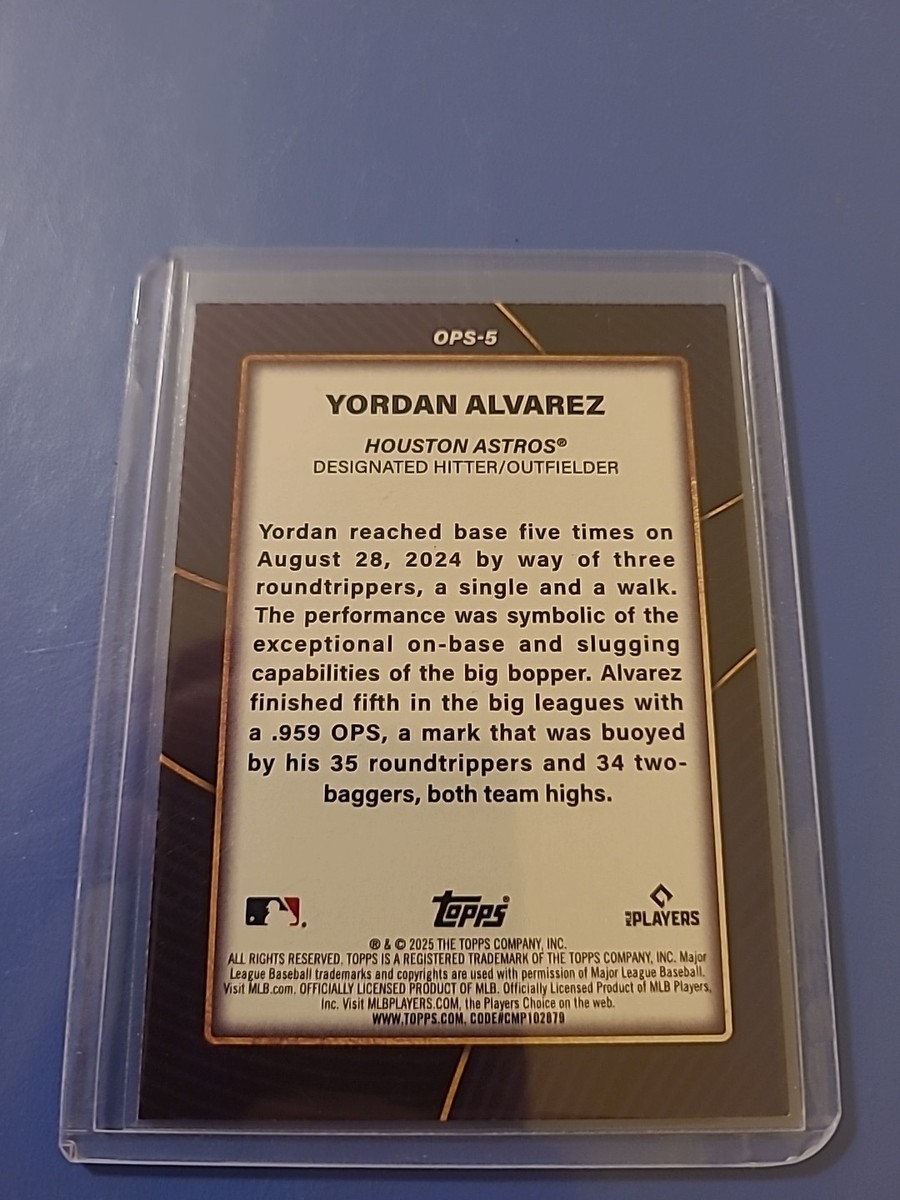 OPS-5
YORDAN ALVAREZ
HOUSTON ASTROS®
DESIGNATED HITTER/OUTFIELDER
Yordan reached base five times on
August 28, 2024 by way of three
roundtrippers, a single and a walk.
The performance was symbolic of the
exceptional on-base and slugging
capabilities of the big bopper. Alvarez
finished fifth in the big leagues with
a .959 OPS, a mark that was buoyed
by his 35 roundtrippers and 34 two-
baggers, both team highs.
Topps®
MLB PLAYERS
® & © 2025 THE TOPPS COMPANY, INC.
ALL RIGHTS RESERVED. TOPPS IS A REGISTERED TRADEMARK OF THE TOPPS COMPANY, INC. Major
League Baseball trademarks and copyrights are used with permission of Major League Baseball.
Visit MLB.com. OFFICIALLY LICENSED PRODUCT OF MLB. Officially Licensed Product of MLB Players,
Inc. Visit MLBPLAYERS.COM, the Players Choice on the web.
WWW.TOPPS.COM. CODE#CMP102879